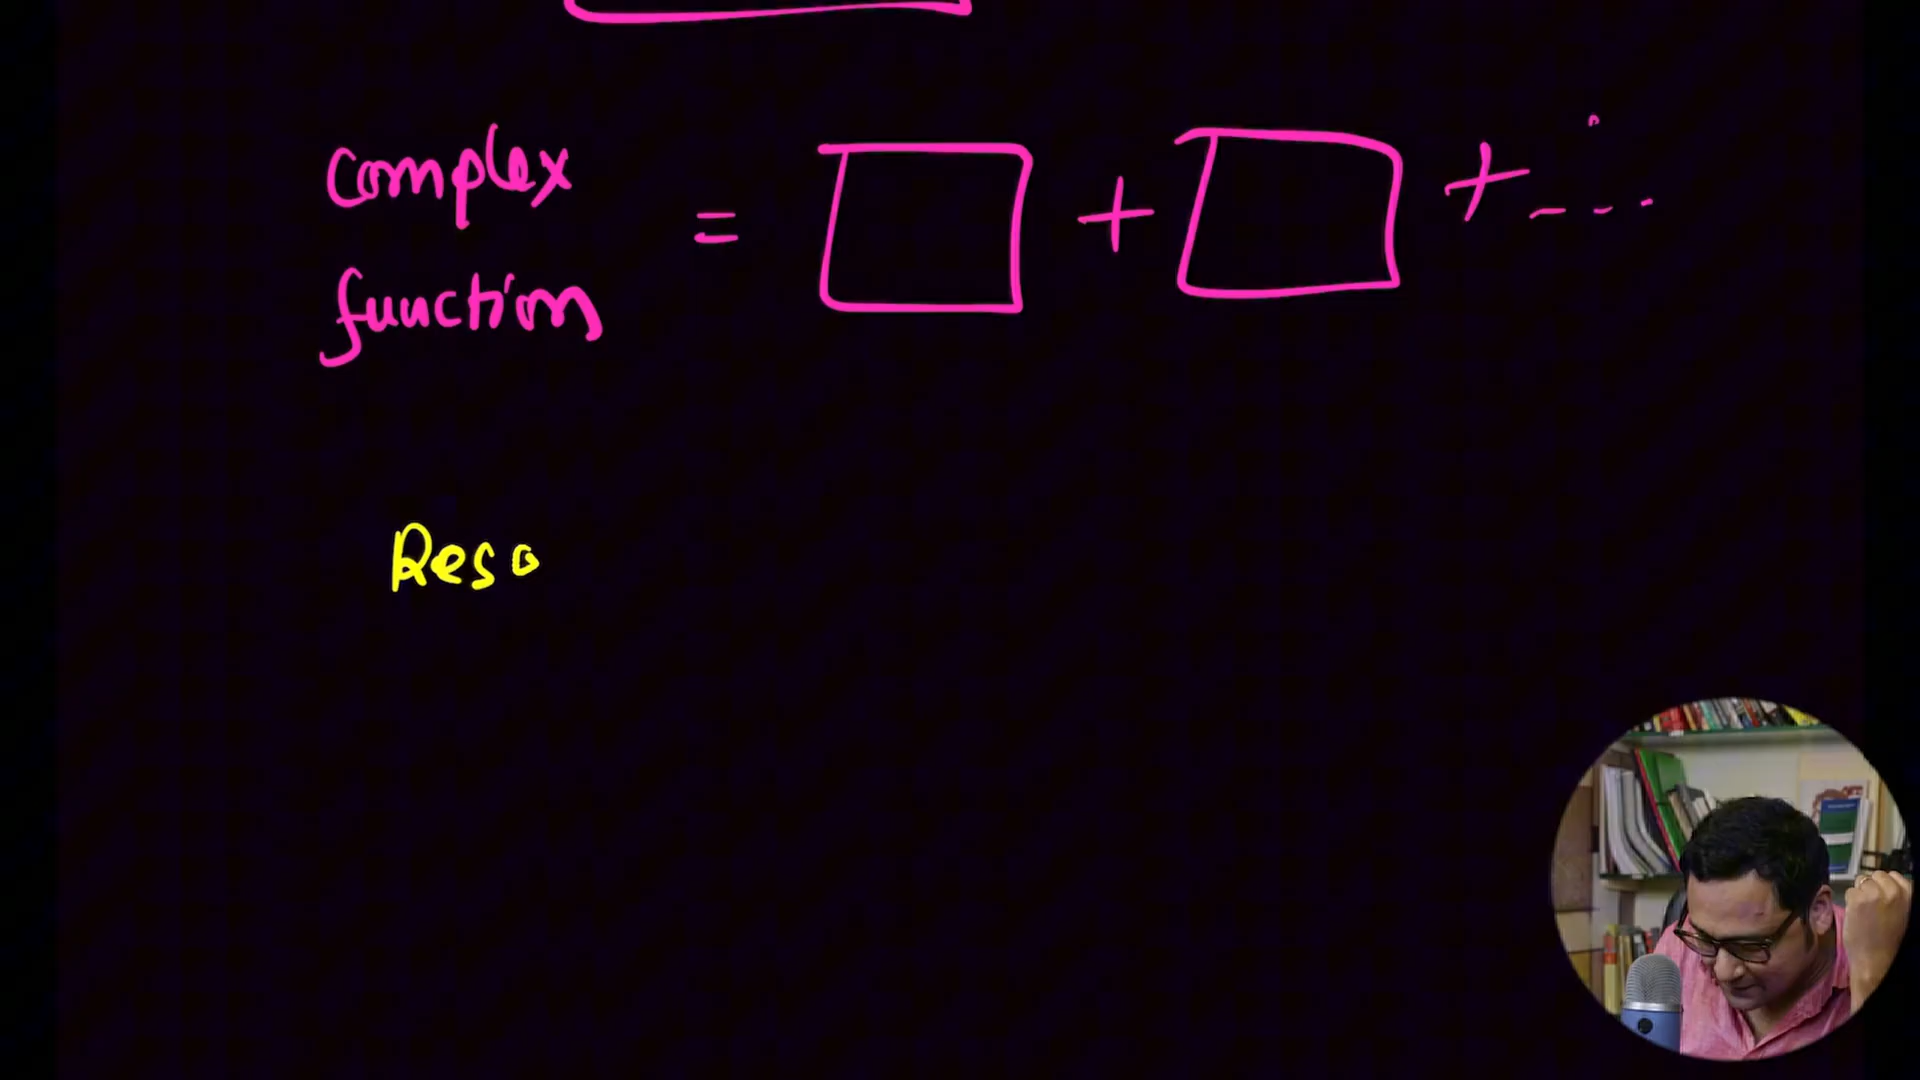 complex
function = + + ...
Reso